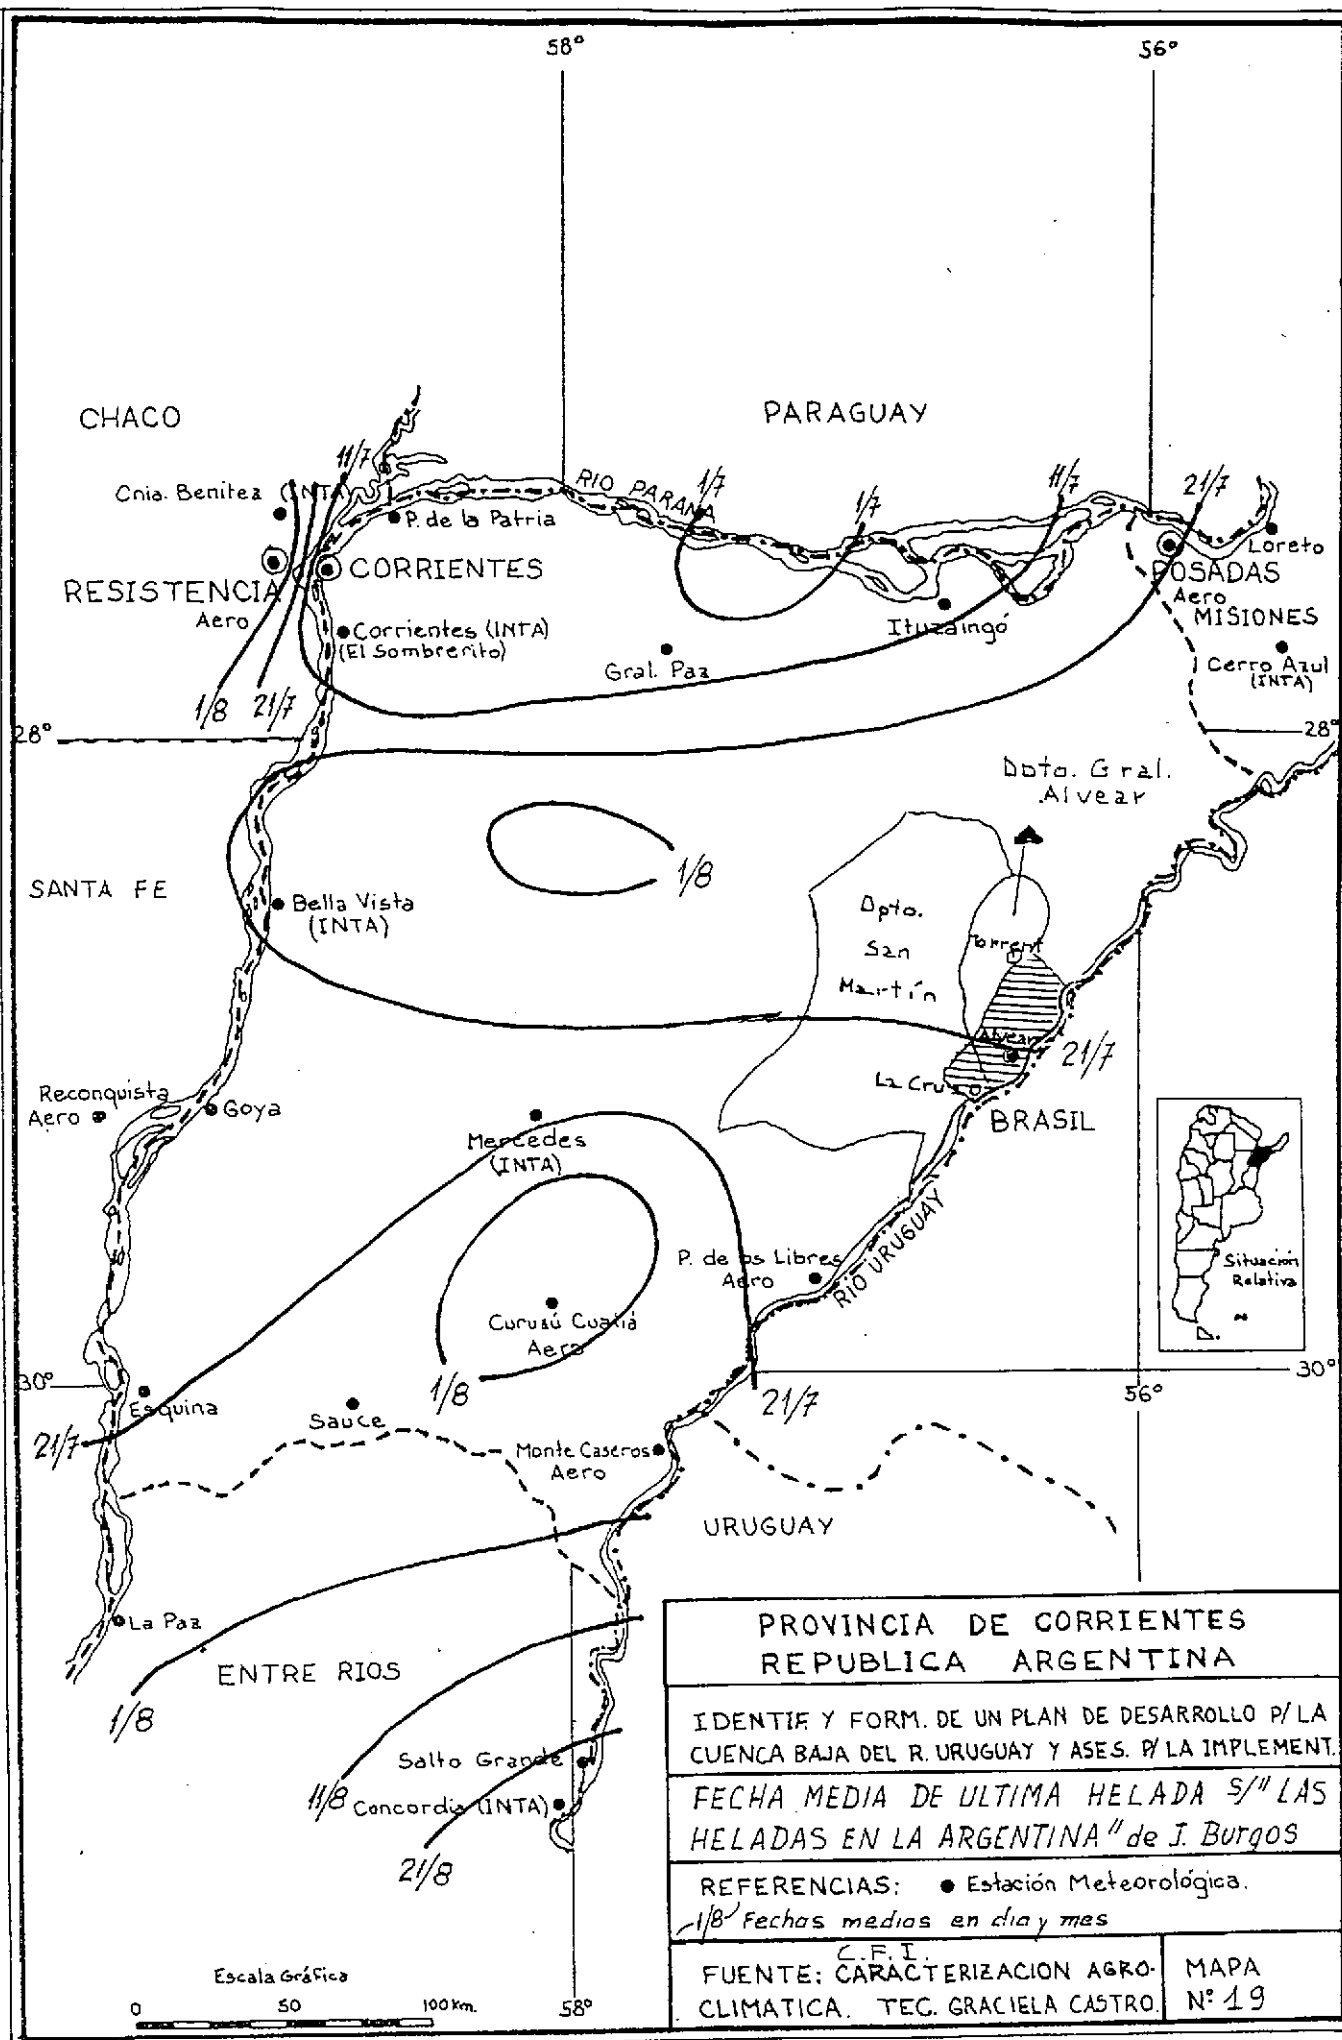 58°
56°
CHACO
PARAGUAY
11/7
RIO PARANA
1/7
1/7
11/7
21/7
Cnia. Benitez (INTA)
P. de la Patria
Loreto
CORRIENTES
POSADAS
Aero
RESISTENCIA
Aero
MISIONES
Corrientes (INTA)
(El Sombrerito)
Ituzaingó
Gral. Paz
Cerro Azul
(INTA)
1/8
21/7
28°
28°
Dpto. Gral.
Alvear
1/8
SANTA FE
Bella Vista
(INTA)
Dpto.
San
Martín
Torrent
Alvear
21/7
La Cruz
Reconquista
Aero
Goya
BRASIL
Mercedes
(INTA)
RIO URUGUAY
P. de los Libres
Aero
Situación
Relativa
Curuzú Cuatiá
Aero
1/8
30°
30°
56°
Esquina
Sauce
21/7
21/7
Monte Caseros
Aero
URUGUAY
La Paz
ENTRE RIOS
1/8
Salto Grande
11/8
Concordia (INTA)
21/8
58°
Escala Gráfica
0 50 100 km.
PROVINCIA DE CORRIENTES
REPUBLICA ARGENTINA
IDENTIF. Y FORM. DE UN PLAN DE DESARROLLO P/ LA
CUENCA BAJA DEL R. URUGUAY Y ASES. P/ LA IMPLEMENT.
FECHA MEDIA DE ULTIMA HELADA S/" LAS
HELADAS EN LA ARGENTINA" de J. Burgos
REFERENCIAS: ● Estación Meteorológica.
1/8 Fechas medias en dia y mes
C.F.I.
FUENTE: CARACTERIZACION AGRO-
CLIMATICA. TEC. GRACIELA CASTRO.
MAPA
N° 19